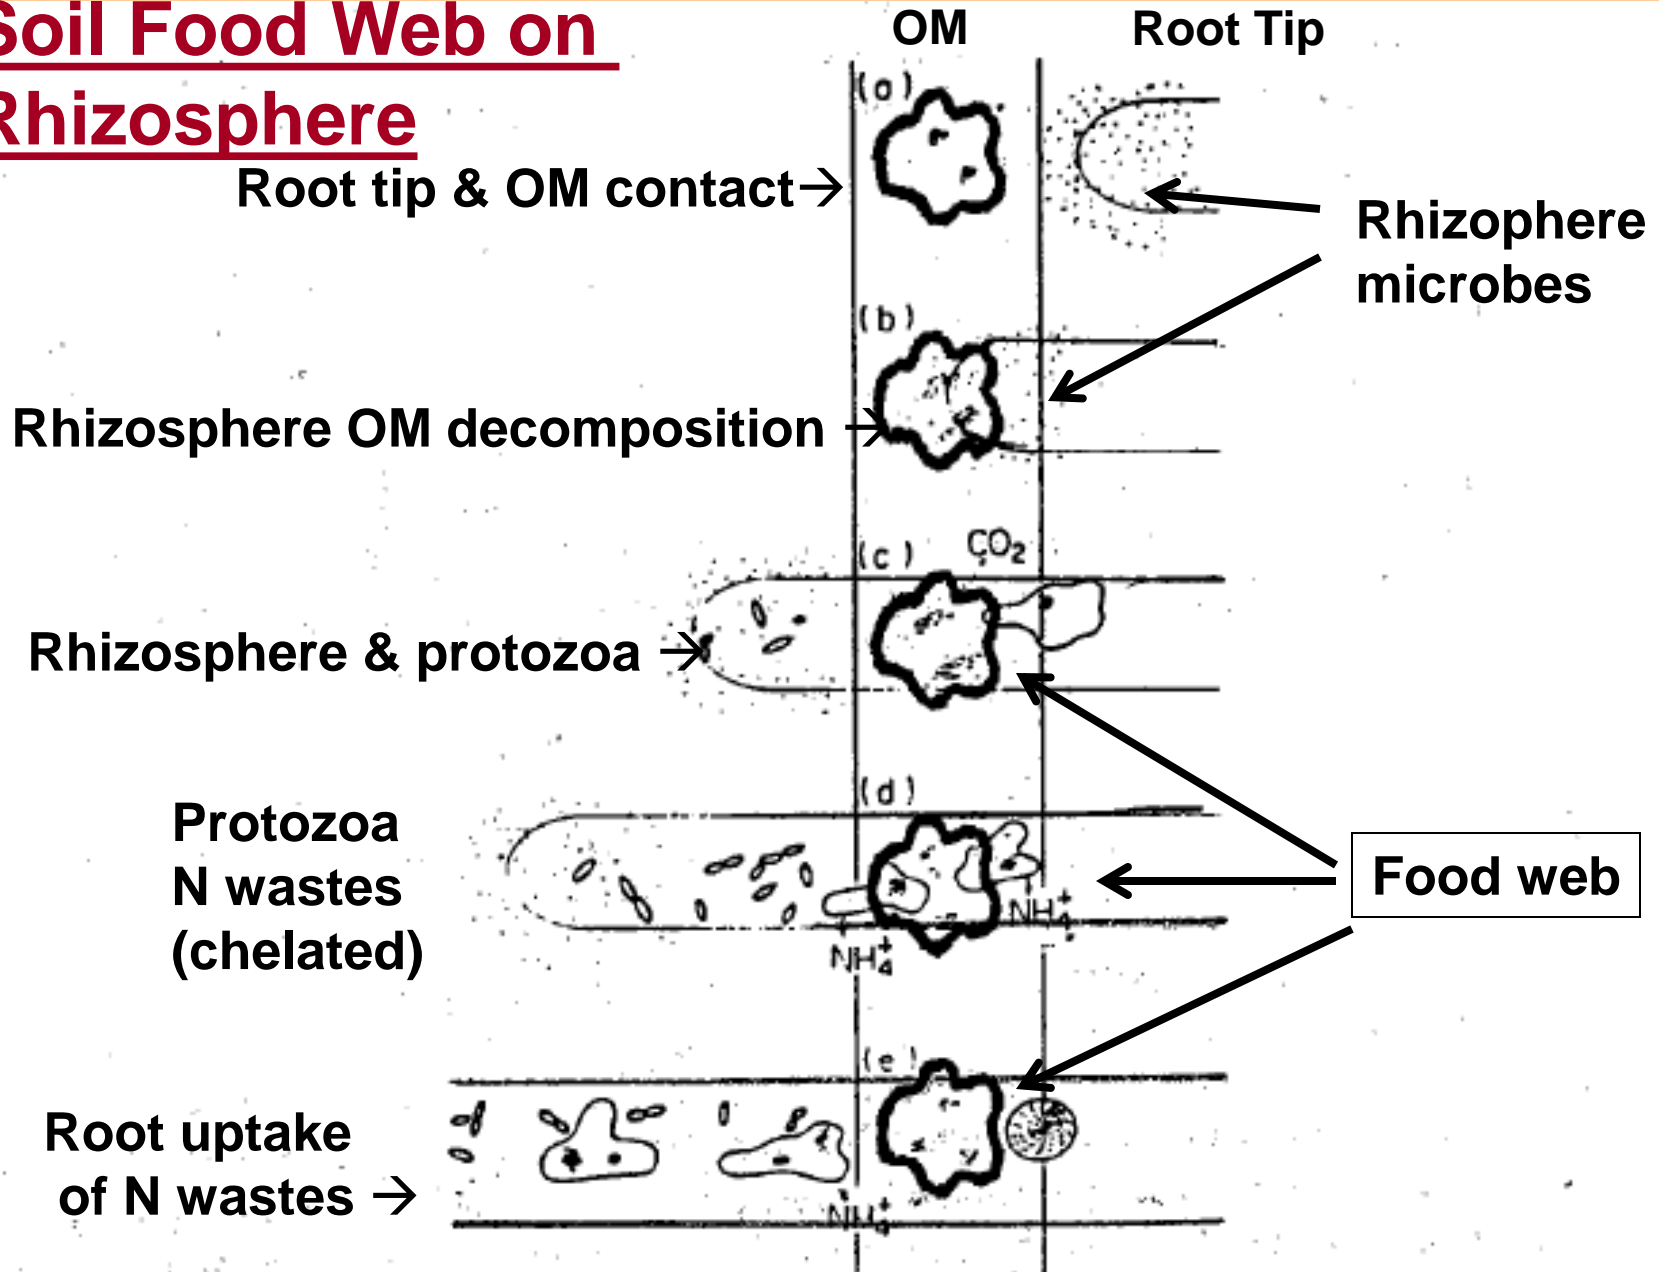 Soil Food Web on
Rhizosphere
OM
Root Tip
(a)
Root tip & OM contact→
Rhizophere
microbes
(b)
Rhizosphere OM decomposition →
(c)
CO2
Rhizosphere & protozoa →
(d)
Protozoa
N wastes
(chelated)
Food web
NH4+
NH4+
(e)
Root uptake
of N wastes →
NH4+